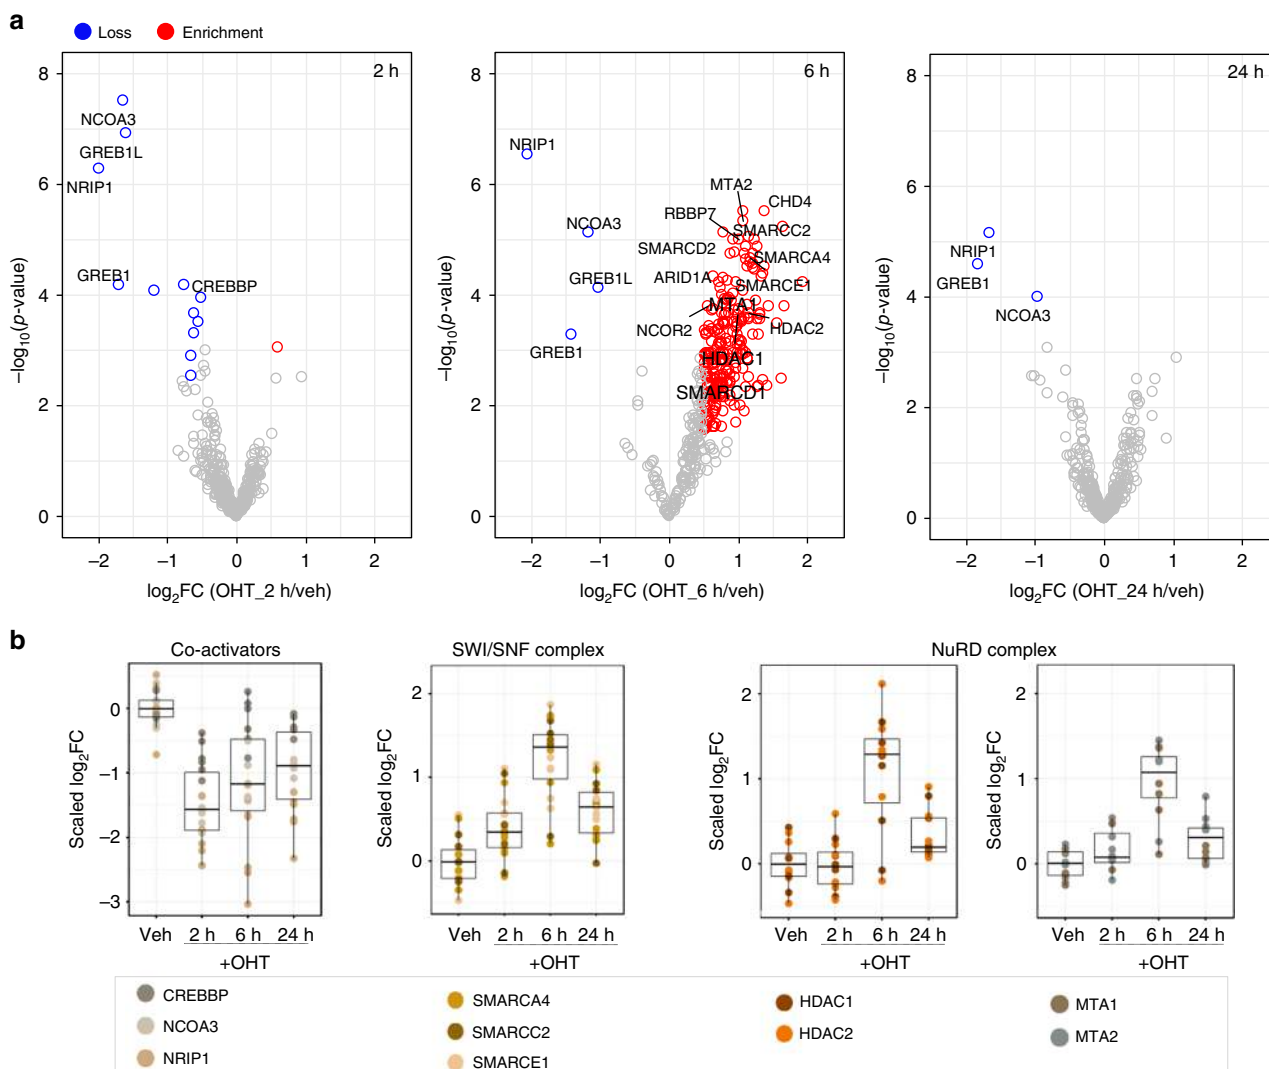 a
Loss
Enrichment
2 h
8
6
4
2
0
−2
−1
0
1
2
NCOA3
GREB1L
NRIP1
GREB1
CREBBP
−log10(p-value)
log2FC (OHT_2 h/veh)
6 h
8
6
4
2
0
−2
−1
0
1
2
NRIP1
NCOA3
GREB1L
GREB1
MTA2
CHD4
RBBP7
SMARCC2
SMARCD2
SMARCA4
ARID1A
SMARCE1
MTA1
NCOR2
HDAC2
HDAC1
SMARCD1
−log10(p-value)
log2FC (OHT_6 h/veh)
24 h
8
6
4
2
0
−2
−1
0
1
2
NRIP1
GREB1
NCOA3
−log10(p-value)
log2FC (OHT_24 h/veh)
b
Co-activators
Scaled log2FC
0
−1
−2
−3
Veh 2 h 6 h 24 h
+OHT
SWI/SNF complex
Scaled log2FC
2
1
0
Veh 2 h 6 h 24 h
+OHT
NuRD complex
Scaled log2FC
2
1
0
Veh 2 h 6 h 24 h
+OHT
Scaled log2FC
2
1
0
Veh 2 h 6 h 24 h
+OHT
CREBBP
NCOA3
NRIP1
SMARCA4
SMARCC2
SMARCE1
HDAC1
HDAC2
MTA1
MTA2